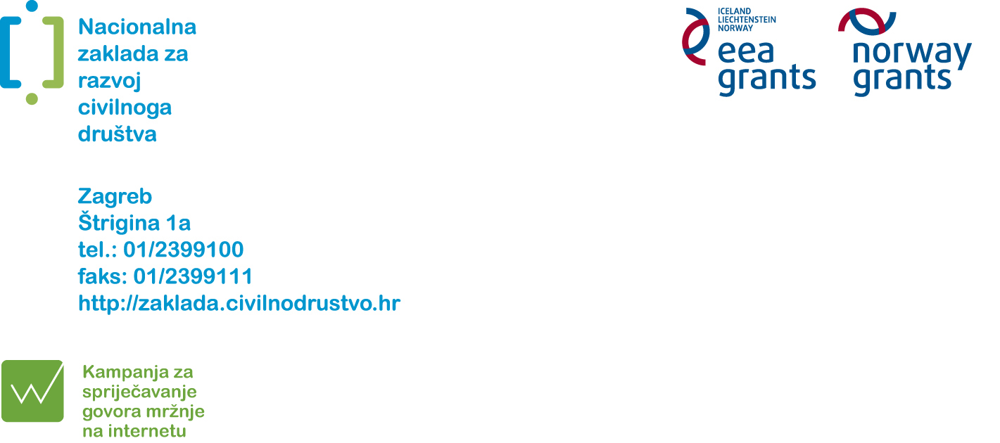 Nacionalna
zaklada za
razvoj
civilnoga
društva
ICELAND
LIECHTENSTEIN
NORWAY
eea
grants
norway
grants
Zagreb
Štrigina 1a
tel.: 01/2399100
faks: 01/2399111
http://zaklada.civilnodrustvo.hr
Kampanja za
spriječavanje
govora mržnje
na internetu